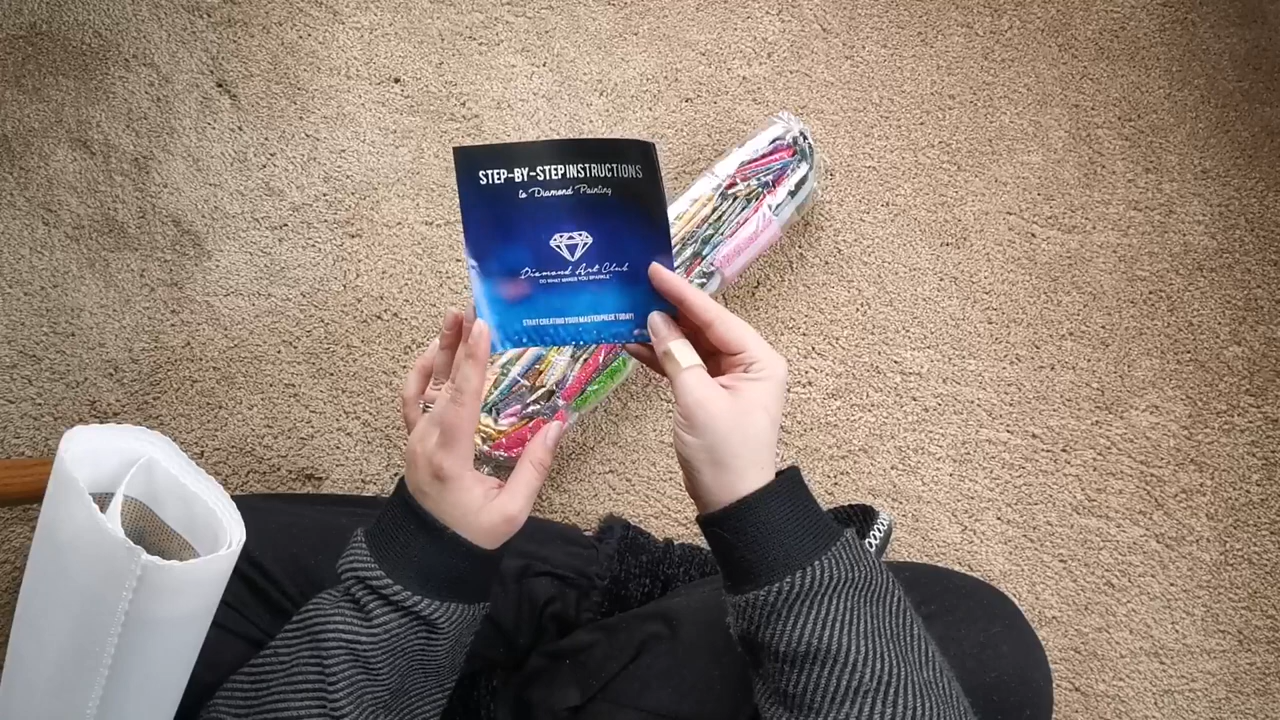 STEP-BY-STEP INSTRUCTIONS
to Diamond Painting
Diamond Art Club
DO WHAT MAKES YOU SPARKLE™
START CREATING YOUR MASTERPIECE TODAY!